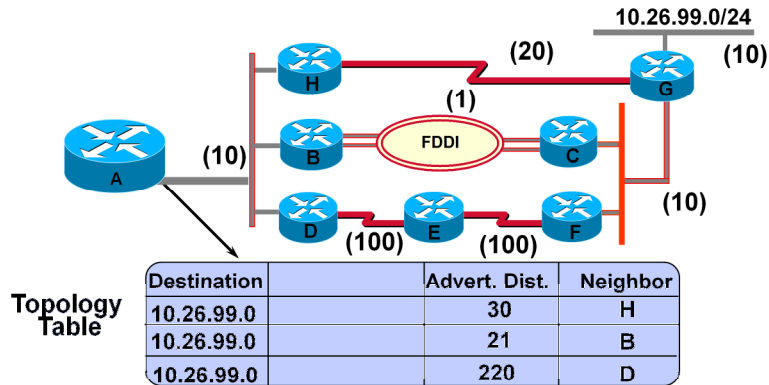 10.26.99.0/24
(20)
(10)
H
G
(1)
FDDI
B
C
A
(10)
D
E
F
(10)
(100)
(100)
Topology
Table
Destination Advert. Dist. Neighbor
10.26.99.0 30 H
10.26.99.0 21 B
10.26.99.0 220 D